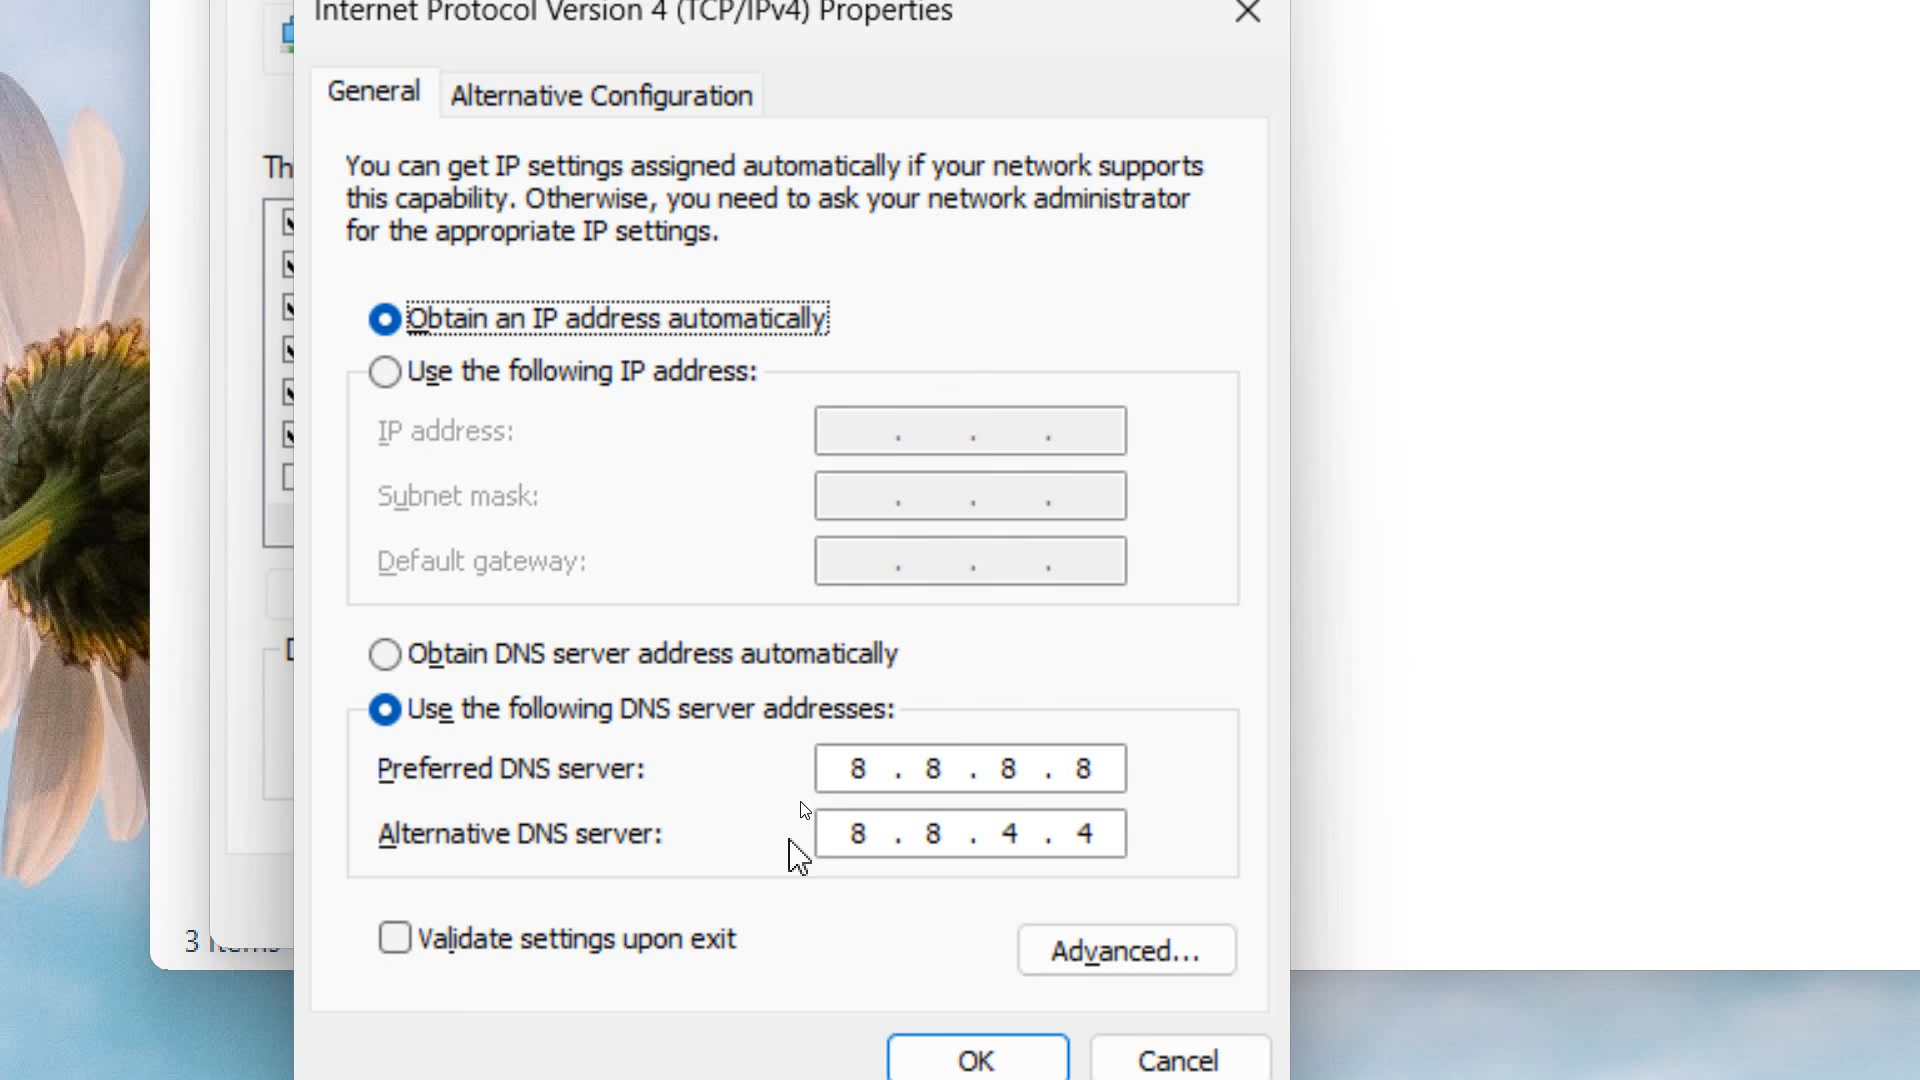 Internet Protocol Version 4 (TCP/IPv4) Properties
General
Alternative Configuration
You can get IP settings assigned automatically if your network supports
this capability. Otherwise, you need to ask your network administrator
for the appropriate IP settings.
Th
Obtain an IP address automatically
Use the following IP address:
IP address: . . .
Subnet mask: . . .
Default gateway: . . .
Obtain DNS server address automatically
Use the following DNS server addresses:
Preferred DNS server: 8 . 8 . 8 . 8
Alternative DNS server: 8 . 8 . 4 . 4
Validate settings upon exit
Advanced...
3
OK
Cancel